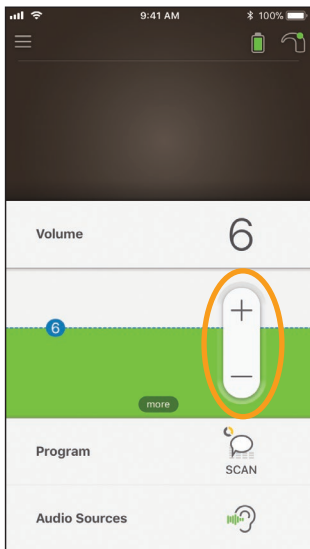 9:41 AM
100%
Volume
6
6
+
−
more
Program
SCAN
Audio Sources